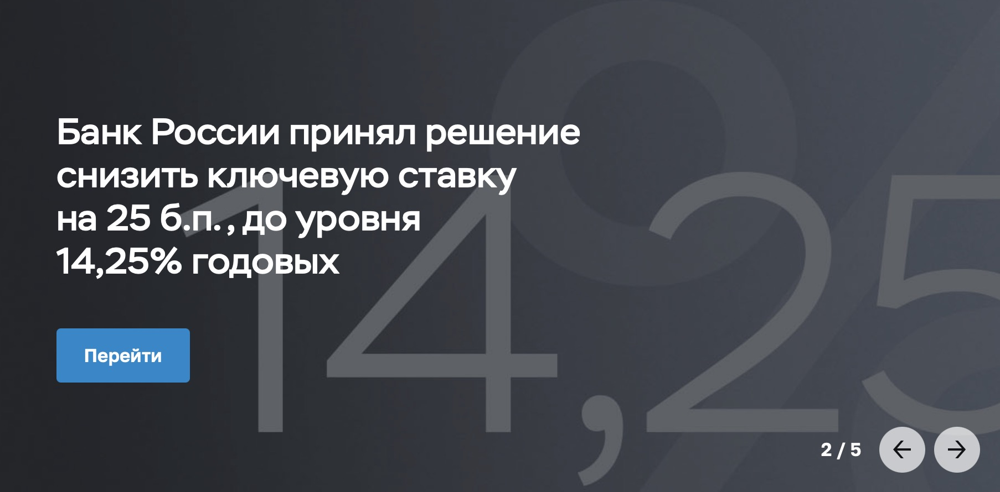 Банк России принял решение
снизить ключевую ставку
на 25 б.п. , до уровня
14,25% годовых
Перейти
14,25
2 / 5